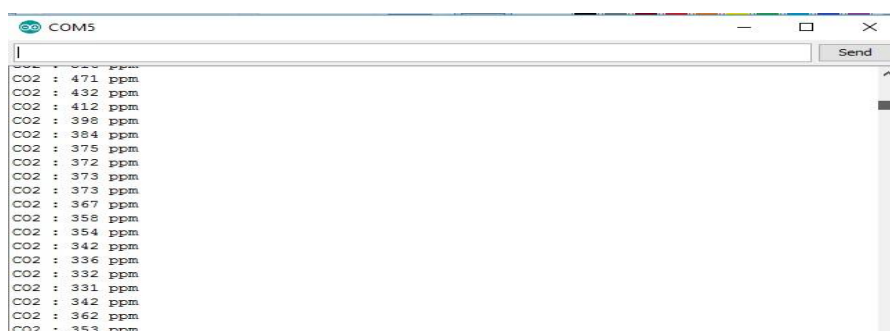 COM5
Send
CO2 : 471 ppm
CO2 : 432 ppm
CO2 : 412 ppm
CO2 : 398 ppm
CO2 : 384 ppm
CO2 : 375 ppm
CO2 : 372 ppm
CO2 : 373 ppm
CO2 : 373 ppm
CO2 : 367 ppm
CO2 : 358 ppm
CO2 : 354 ppm
CO2 : 342 ppm
CO2 : 336 ppm
CO2 : 332 ppm
CO2 : 331 ppm
CO2 : 342 ppm
CO2 : 362 ppm
CO2 : 353 ppm